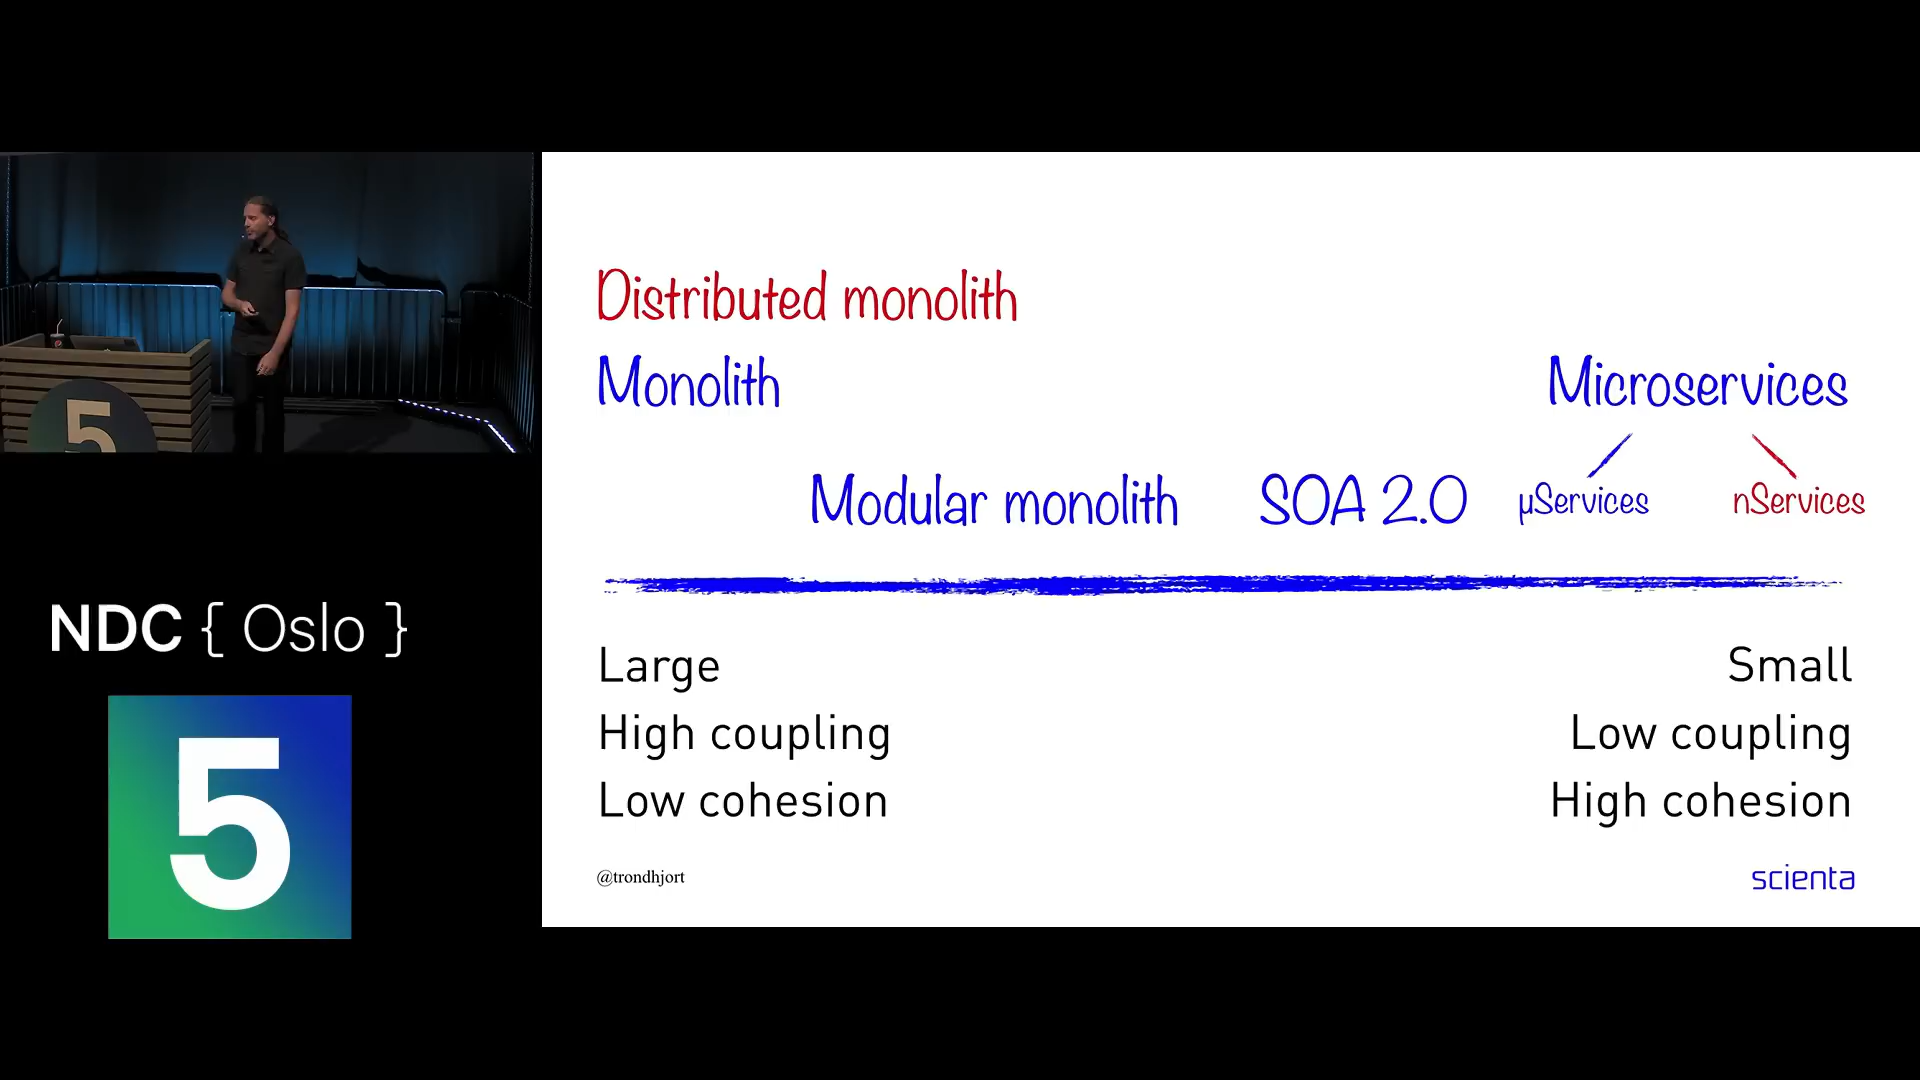 Distributed monolith
Monolith
Microservices
Modular monolith
SOA 2.0
µServices
nServices
Large
Small
High coupling
Low coupling
Low cohesion
High cohesion
@trondhjort
scienta
5
NDC { Oslo }
5